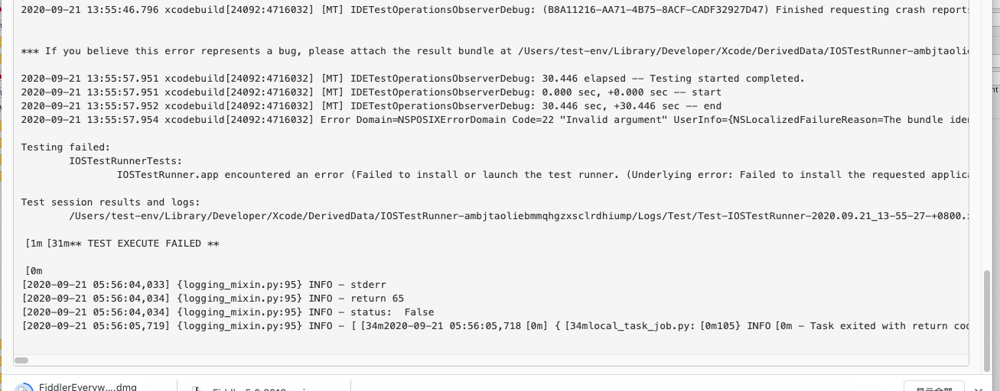 2020-09-21 13:55:46.796 xcodebuild[24092:4716032] [MT] IDETestOperationsObserverDebug: (B8A11216-AA71-4B75-8ACF-CADF32927D47) Finished requesting crash reports
*** If you believe this error represents a bug, please attach the result bundle at /Users/test-env/Library/Developer/Xcode/DerivedData/IOSTestRunner-ambjtaolie
2020-09-21 13:55:57.951 xcodebuild[24092:4716032] [MT] IDETestOperationsObserverDebug: 30.446 elapsed -- Testing started completed.
2020-09-21 13:55:57.951 xcodebuild[24092:4716032] [MT] IDETestOperationsObserverDebug: 0.000 sec, +0.000 sec -- start
2020-09-21 13:55:57.952 xcodebuild[24092:4716032] [MT] IDETestOperationsObserverDebug: 30.446 sec, +30.446 sec -- end
2020-09-21 13:55:57.954 xcodebuild[24092:4716032] Error Domain=NSPOSIXErrorDomain Code=22 "Invalid argument" UserInfo={NSLocalizedFailureReason=The bundle iden
Testing failed:
IOSTestRunnerTests:
IOSTestRunner.app encountered an error (Failed to install or launch the test runner. (Underlying error: Failed to install the requested applica
Test session results and logs:
/Users/test-env/Library/Developer/Xcode/DerivedData/IOSTestRunner-ambjtaoliebmmqhgzxsclrdhiump/Logs/Test/Test-IOSTestRunner-2020.09.21_13-55-27-+0800.
[1m [31m** TEST EXECUTE FAILED **
[0m
[2020-09-21 05:56:04,033] {logging_mixin.py:95} INFO - stderr
[2020-09-21 05:56:04,034] {logging_mixin.py:95} INFO - return 65
[2020-09-21 05:56:04,034] {logging_mixin.py:95} INFO - status:  False
[2020-09-21 05:56:05,719] {logging_mixin.py:95} INFO - [ [34m2020-09-21 05:56:05,718 [0m] { [34mlocal_task_job.py: [0m105} INFO [0m - Task exited with return cod
FiddlerEveryw....dmg